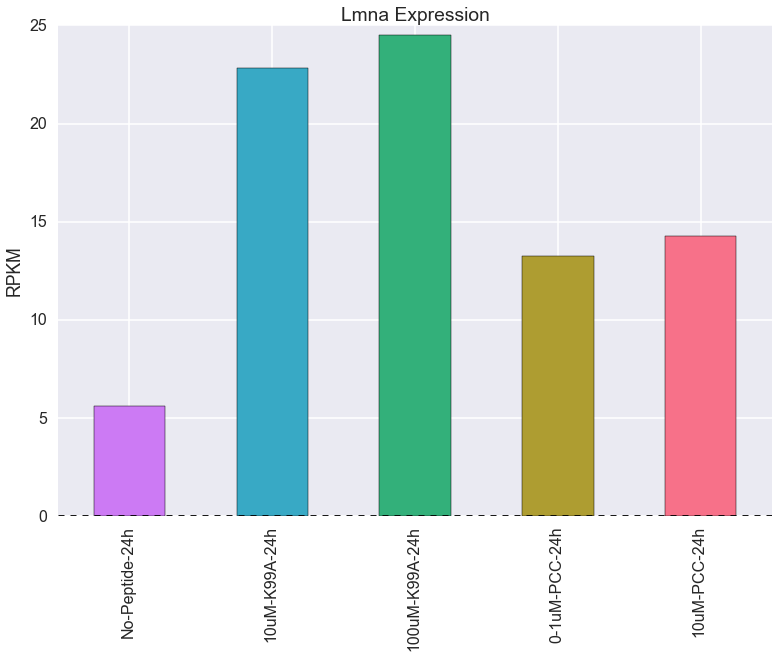 Lmna Expression
RPKM
25
20
15
10
5
0
No-Peptide-24h
10uM-K99A-24h
100uM-K99A-24h
0-1uM-PCC-24h
10uM-PCC-24h